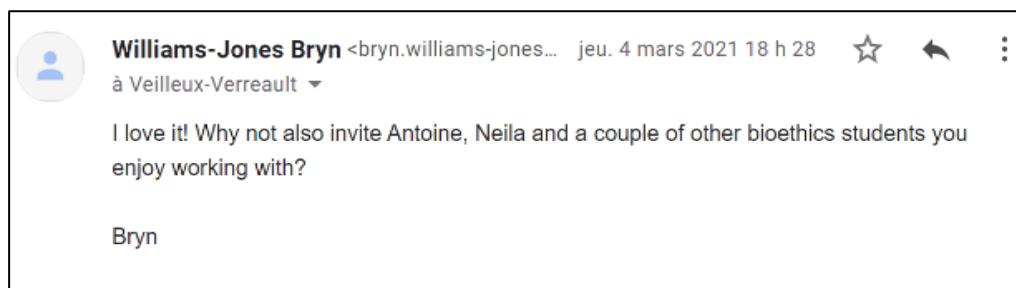 Williams-Jones Bryn <bryn.williams-jones... jeu. 4 mars 2021 18 h 28
à Veilleux-Verreault
I love it! Why not also invite Antoine, Neila and a couple of other bioethics students you
enjoy working with?
Bryn